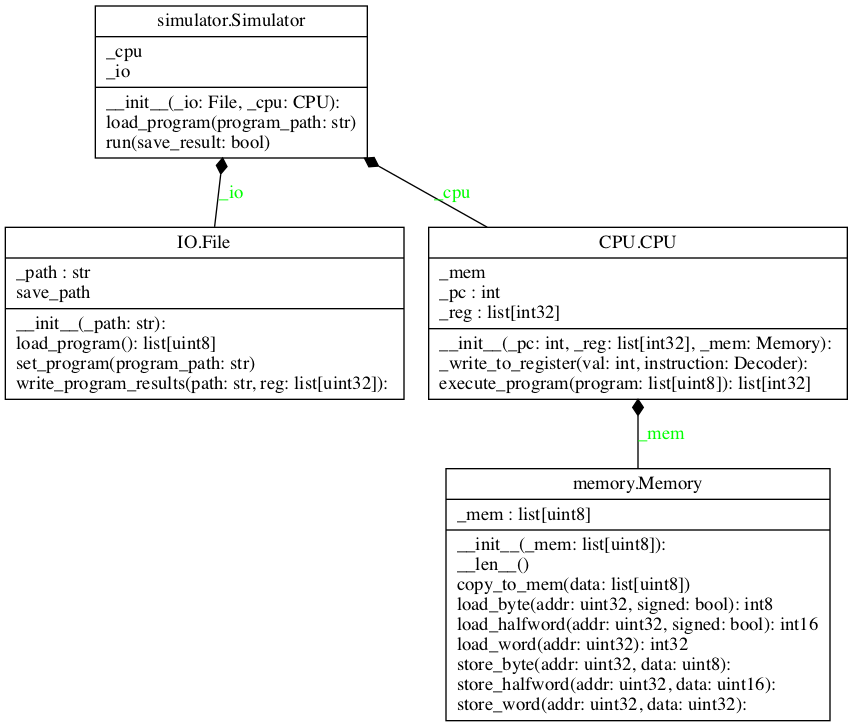 simulator.Simulator
_cpu
_io
__init__(_io: File, _cpu: CPU):
load_program(program_path: str)
run(save_result: bool)
_io
_cpu
IO.File
_path : str
save_path
__init__(_path: str):
load_program(): list[uint8]
set_program(program_path: str)
write_program_results(path: str, reg: list[uint32]):
CPU.CPU
_mem
_pc : int
_reg : list[int32]
__init__(_pc: int, _reg: list[int32], _mem: Memory):
_write_to_register(val: int, instruction: Decoder):
execute_program(program: list[uint8]): list[int32]
_mem
memory.Memory
_mem : list[uint8]
__init__(_mem: list[uint8]):
__len__()
copy_to_mem(data: list[uint8])
load_byte(addr: uint32, signed: bool): int8
load_halfword(addr: uint32, signed: bool): int16
load_word(addr: uint32): int32
store_byte(addr: uint32, data: uint8):
store_halfword(addr: uint32, data: uint16):
store_word(addr: uint32, data: uint32):